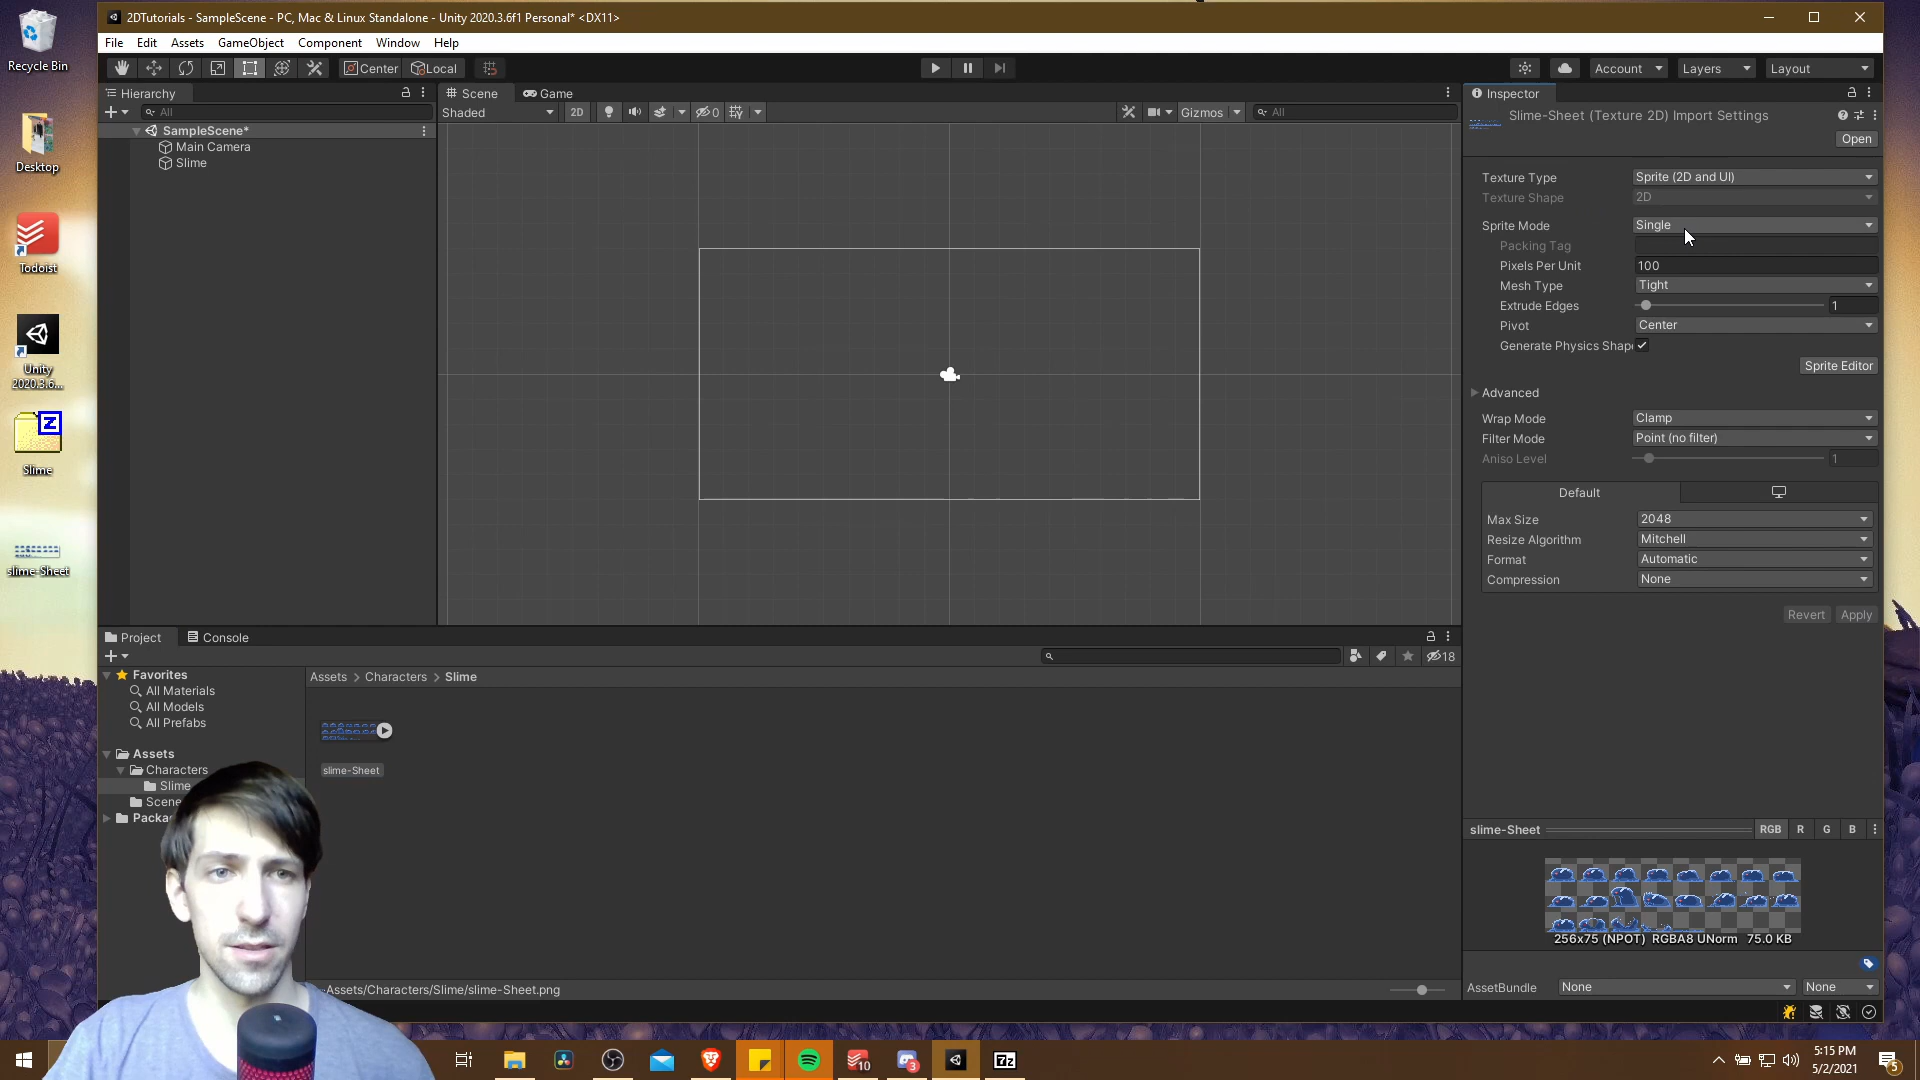 2DTutorials - SampleScene - PC, Mac & Linux Standalone - Unity 2020.3.6f1 Personal* <DX11>
File Edit Assets GameObject Component Window Help
Center Local
Account Layers Layout
Recycle Bin
Desktop
Todoist
Unity
2020.3.6...
Slime
slime-Sheet
Hierarchy
All
SampleScene*
Main Camera
Slime
Scene Game
Shaded 2D 0 Gizmos All
Inspector
Slime-Sheet (Texture 2D) Import Settings
Open
Texture Type Sprite (2D and UI)
Texture Shape 2D
Sprite Mode Single
Packing Tag
Pixels Per Unit 100
Mesh Type Tight
Extrude Edges 1
Pivot Center
Generate Physics Shap
Sprite Editor
Advanced
Wrap Mode Clamp
Filter Mode Point (no filter)
Aniso Level 1
Default
Max Size 2048
Resize Algorithm Mitchell
Format Automatic
Compression None
Revert Apply
Project Console
18
Favorites
All Materials
All Models
All Prefabs
Assets
Characters
Slime
Scene
Packa
Assets > Characters > Slime
slime-Sheet
Assets/Characters/Slime/slime-Sheet.png
slime-Sheet RGB R G B
256x75 (NPOT) RGBA8 UNorm 75.0 KB
AssetBundle None None
Z
10
3
7z
5:15 PM
5/2/2021
5